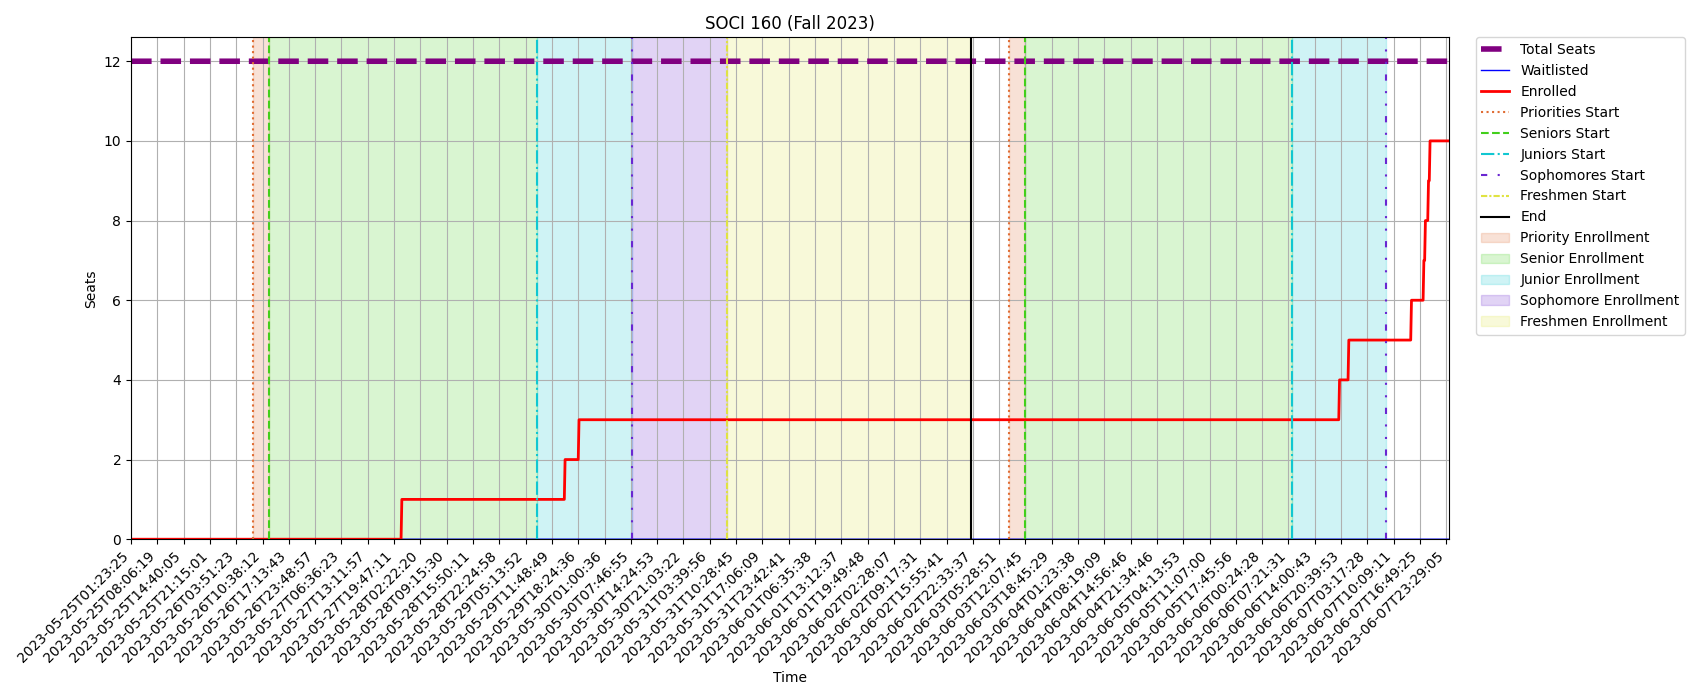 SOCI 160 (Fall 2023)
12
10
8
6
4
2
0
Seats
2023-05-25T01:23:25
2023-05-25T08:06:19
2023-05-25T14:40:05
2023-05-25T21:15:01
2023-05-26T03:51:23
2023-05-26T10:38:12
2023-05-26T17:13:43
2023-05-26T23:48:57
2023-05-27T06:36:23
2023-05-27T13:11:57
2023-05-27T19:47:11
2023-05-28T02:22:20
2023-05-28T09:15:30
2023-05-28T15:50:11
2023-05-28T22:24:58
2023-05-29T05:13:52
2023-05-29T11:48:49
2023-05-29T18:24:36
2023-05-30T01:00:36
2023-05-30T07:46:55
2023-05-30T14:24:53
2023-05-30T21:03:22
2023-05-31T03:39:56
2023-05-31T10:28:45
2023-05-31T17:06:09
2023-05-31T23:42:41
2023-06-01T06:35:38
2023-06-01T13:12:37
2023-06-01T19:49:48
2023-06-02T02:28:07
2023-06-02T09:17:31
2023-06-02T15:55:41
2023-06-02T22:33:37
2023-06-03T05:28:51
2023-06-03T12:07:45
2023-06-03T18:45:29
2023-06-04T01:23:38
2023-06-04T08:19:09
2023-06-04T14:56:46
2023-06-04T21:34:46
2023-06-05T04:13:53
2023-06-05T11:07:00
2023-06-05T17:45:56
2023-06-06T00:24:28
2023-06-06T07:21:31
2023-06-06T14:00:43
2023-06-06T20:39:53
2023-06-07T03:17:28
2023-06-07T10:09:11
2023-06-07T16:49:25
2023-06-07T23:29:05
Time
Total Seats
Waitlisted
Enrolled
Priorities Start
Seniors Start
Juniors Start
Sophomores Start
Freshmen Start
End
Priority Enrollment
Senior Enrollment
Junior Enrollment
Sophomore Enrollment
Freshmen Enrollment